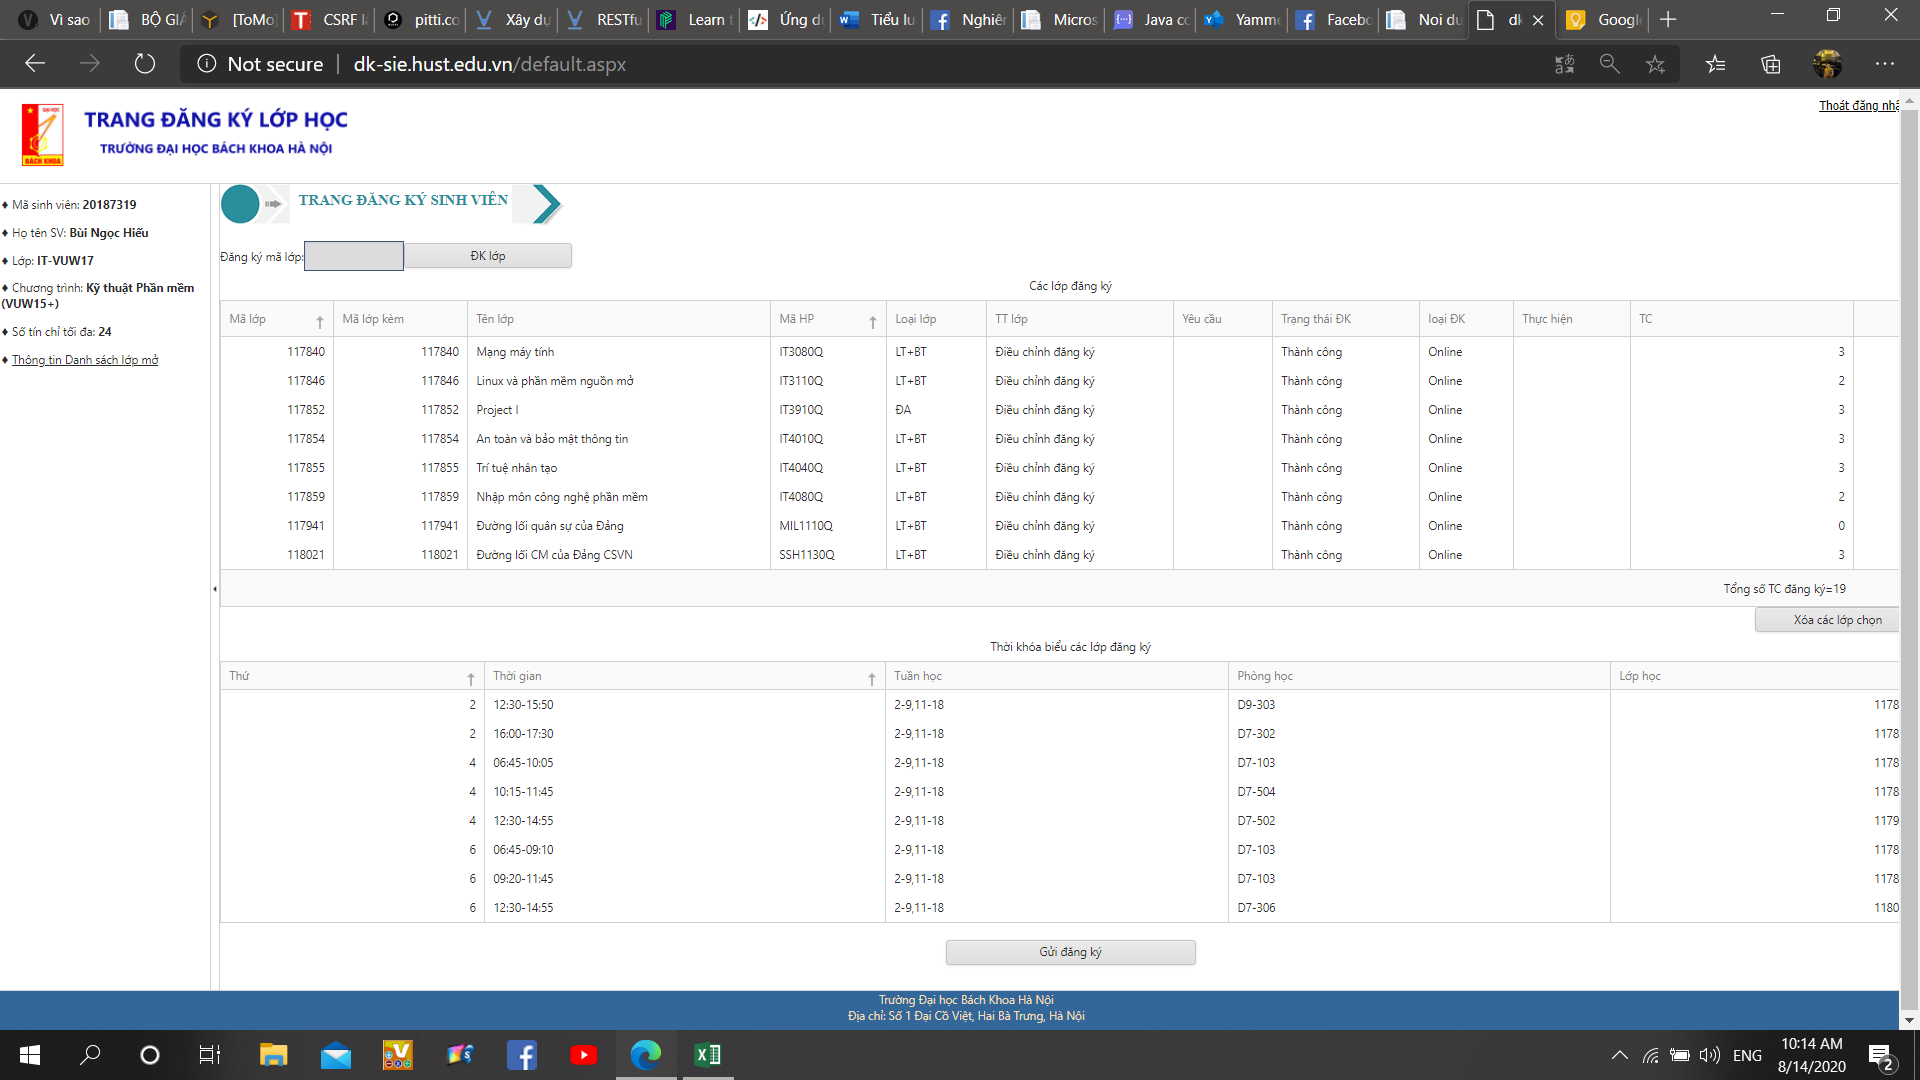 Vì sao
BỘ GIÁ
[ToMo]
CSRF
pitti.co
Xây dự
RESTfu
Learn
Ứng dụ
Tiểu lu
Nghiên
Micros
Java co
Yamme
Facebo
Noi du
dk
Google
Not secure | dk-sie.hust.edu.vn/default.aspx
Thoát đăng nhậ
TRANG ĐĂNG KÝ LỚP HỌC
TRƯỜNG ĐẠI HỌC BÁCH KHOA HÀ NỘI
ĐẠI HỌC
BÁCH KHOA
♦ Mã sinh viên: 20187319
♦ Họ tên SV: Bùi Ngọc Hiếu
♦ Lớp: IT-VUW17
♦ Chương trình: Kỹ thuật Phần mềm
(VUW15+)
♦ Số tín chỉ tối đa: 24
♦ Thông tin Danh sách lớp mở
TRANG ĐĂNG KÝ SINH VIÊN
Đăng ký mã lớp: ĐK lớp
Các lớp đăng ký
Mã lớp Mã lớp kèm Tên lớp Mã HP Loại lớp TT lớp Yêu cầu Trạng thái ĐK loại ĐK Thực hiện TC
117840 117840 Mạng máy tính IT3080Q LT+BT Điều chỉnh đăng ký Thành công Online 3
117846 117846 Linux và phần mềm nguồn mở IT3110Q LT+BT Điều chỉnh đăng ký Thành công Online 2
117852 117852 Project I IT3910Q ĐA Điều chỉnh đăng ký Thành công Online 3
117854 117854 An toàn và bảo mật thông tin IT4010Q LT+BT Điều chỉnh đăng ký Thành công Online 3
117855 117855 Trí tuệ nhân tạo IT4040Q LT+BT Điều chỉnh đăng ký Thành công Online 3
117859 117859 Nhập môn công nghệ phần mềm IT4080Q LT+BT Điều chỉnh đăng ký Thành công Online 2
117941 117941 Đường lối quân sự của Đảng MIL1110Q LT+BT Điều chỉnh đăng ký Thành công Online 0
118021 118021 Đường lối CM của Đảng CSVN SSH1130Q LT+BT Điều chỉnh đăng ký Thành công Online 3
Tổng số TC đăng ký=19
Xóa các lớp chọn
Thời khóa biểu các lớp đăng ký
Thứ Thời gian Tuần học Phòng học Lớp học
2 12:30-15:50 2-9,11-18 D9-303 1178
2 16:00-17:30 2-9,11-18 D7-302 1178
4 06:45-10:05 2-9,11-18 D7-103 1178
4 10:15-11:45 2-9,11-18 D7-504 1178
4 12:30-14:55 2-9,11-18 D7-502 1179
6 06:45-09:10 2-9,11-18 D7-103 1178
6 09:20-11:45 2-9,11-18 D7-103 1178
6 12:30-14:55 2-9,11-18 D7-306 1180
Gửi đăng ký
Trường Đại học Bách Khoa Hà Nội
Địa chỉ: Số 1 Đại Cồ Việt, Hai Bà Trưng, Hà Nội
ENG
10:14 AM
8/14/2020
2